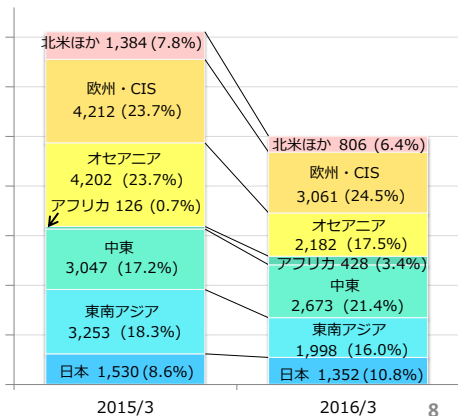 北米ほか 1,384 (7.8%)
欧州・CIS
4,212 (23.7%)
オセアニア
4,202 (23.7%)
アフリカ 126 (0.7%)
中東
3,047 (17.2%)
東南アジア
3,253 (18.3%)
日本 1,530 (8.6%)
2015/3
北米ほか 806 (6.4%)
欧州・CIS
3,061 (24.5%)
オセアニア
2,182 (17.5%)
アフリカ 428 (3.4%)
中東
2,673 (21.4%)
東南アジア
1,998 (16.0%)
日本 1,352 (10.8%)
2016/3
8